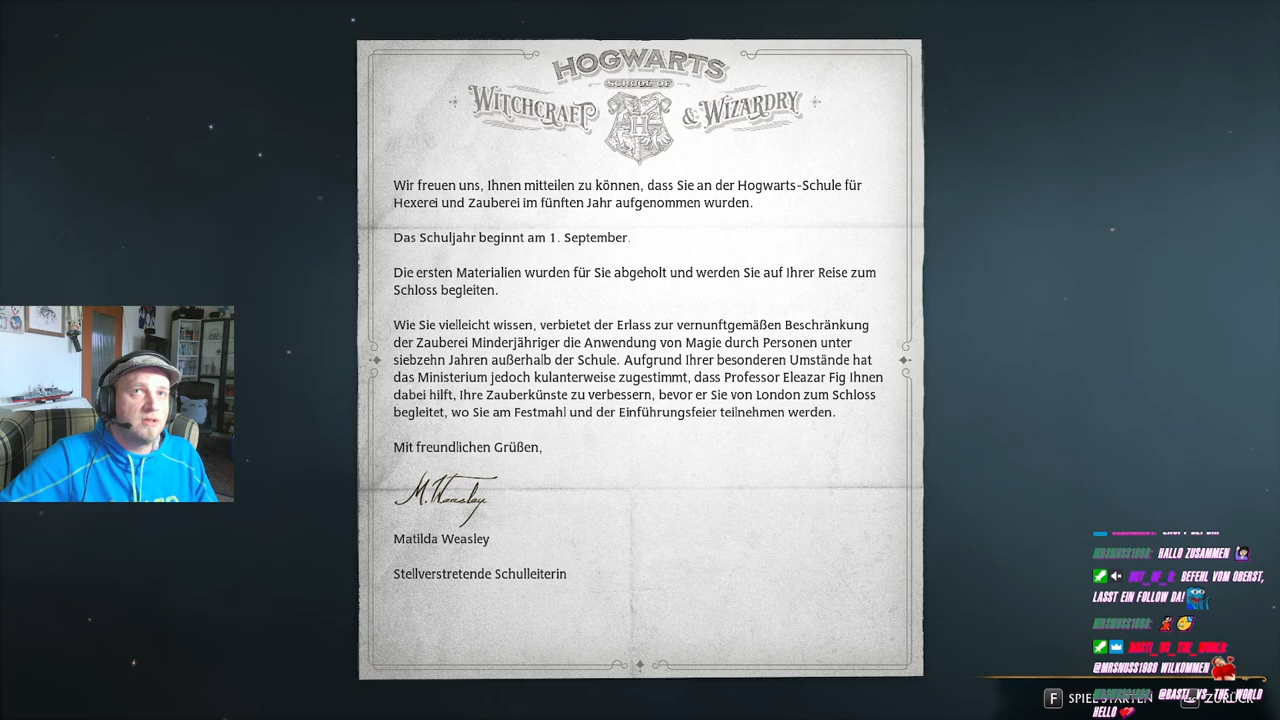 HOGWARTS
SCHOOL OF
WITCHCRAFT & WIZARDRY
H
Wir freuen uns, Ihnen mitteilen zu können, dass Sie an der Hogwarts-Schule für
Hexerei und Zauberei im fünften Jahr aufgenommen wurden.
Das Schuljahr beginnt am 1. September.
Die ersten Materialien wurden für Sie abgeholt und werden Sie auf Ihrer Reise zum
Schloss begleiten.
Wie Sie vielleicht wissen, verbietet der Erlass zur vernunftgemäßen Beschränkung
der Zauberei Minderjähriger die Anwendung von Magie durch Personen unter
siebzehn Jahren außerhalb der Schule. Aufgrund Ihrer besonderen Umstände hat
das Ministerium jedoch kulanterweise zugestimmt, dass Professor Eleazar Fig Ihnen
dabei hilft, Ihre Zauberkünste zu verbessern, bevor er Sie von London zum Schloss
begleitet, wo Sie am Festmahl und der Einführungsfeier teilnehmen werden.
Mit freundlichen Grüßen,
M. Weasley
Matilda Weasley
Stellverstretende Schulleiterin
MRSNUSS1988: HALLO ZUSAMMEN
BEFEHL VOM OBERST,
LASST EIN FOLLOW DA!
MRSNUSS1988:
BASTI_VS_THE_WORLD:
@MRSNUSS1988 WILKOMMEN
MRSNUSS1988: @BASTI_VS_THE_WORLD
HELLO
F SPIEL STARTEN ZURÜCK